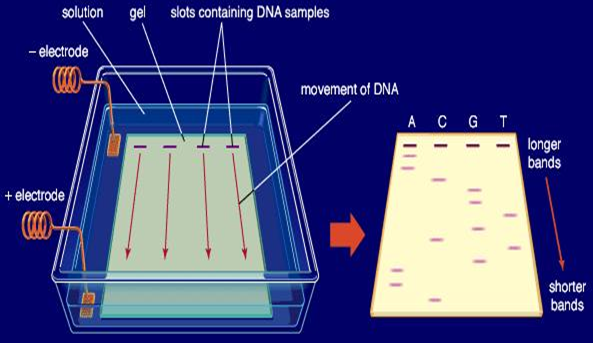 solution gel slots containing DNA samples
− electrode
movement of DNA
A C G T
longer
bands
+ electrode
shorter
bands